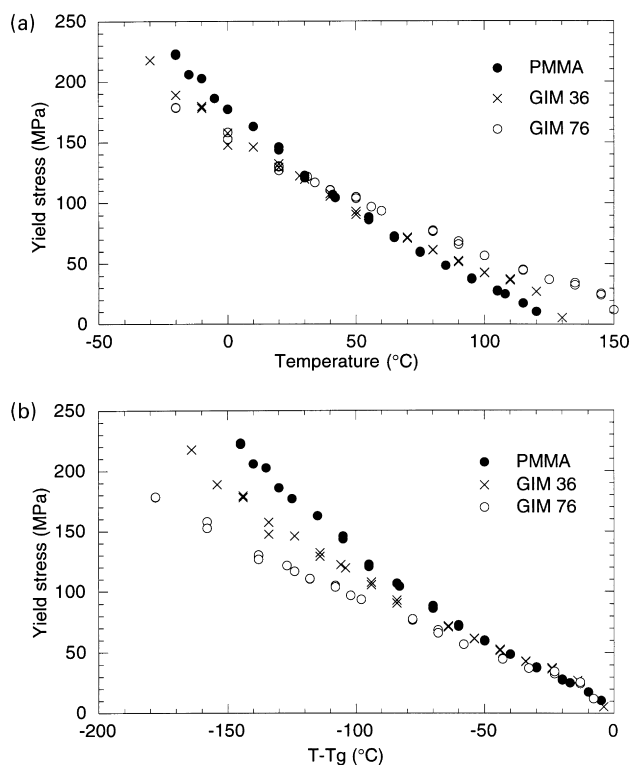 (a)
250
200
150
100
50
0
Yield stress (MPa)
PMMA
GIM 36
GIM 76
-50 0 50 100 150
Temperature (°C)
(b)
250
200
150
100
50
0
Yield stress (MPa)
PMMA
GIM 36
GIM 76
-200 -150 -100 -50 0
T-Tg (°C)